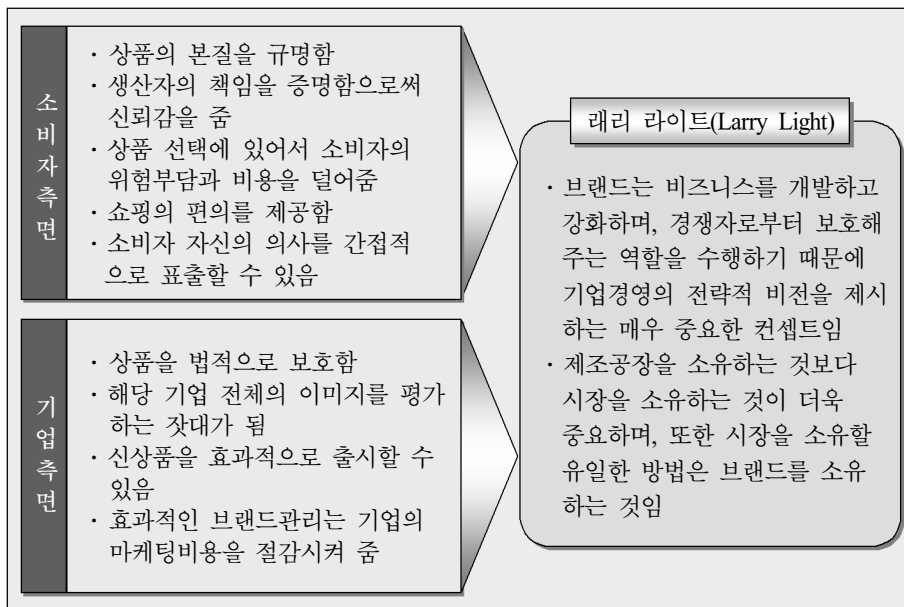 소비자측면
· 상품의 본질을 규명함
· 생산자의 책임을 증명함으로써
신뢰감을 줌
· 상품 선택에 있어서 소비자의
위험부담과 비용을 덜어줌
· 쇼핑의 편의를 제공함
· 소비자 자신의 의사를 간접적
으로 표출할 수 있음
기업측면
· 상품을 법적으로 보호함
· 해당 기업 전체의 이미지를 평가
하는 잣대가 됨
· 신상품을 효과적으로 출시할 수
있음
· 효과적인 브랜드관리는 기업의
마케팅비용을 절감시켜 줌
래리 라이트(Larry Light)
· 브랜드는 비즈니스를 개발하고
강화하며, 경쟁자로부터 보호해
주는 역할을 수행하기 때문에
기업경영의 전략적 비전을 제시
하는 매우 중요한 컨셉트임
· 제조공장을 소유하는 것보다
시장을 소유하는 것이 더욱
중요하며, 또한 시장을 소유할
유일한 방법은 브랜드를 소유
하는 것임